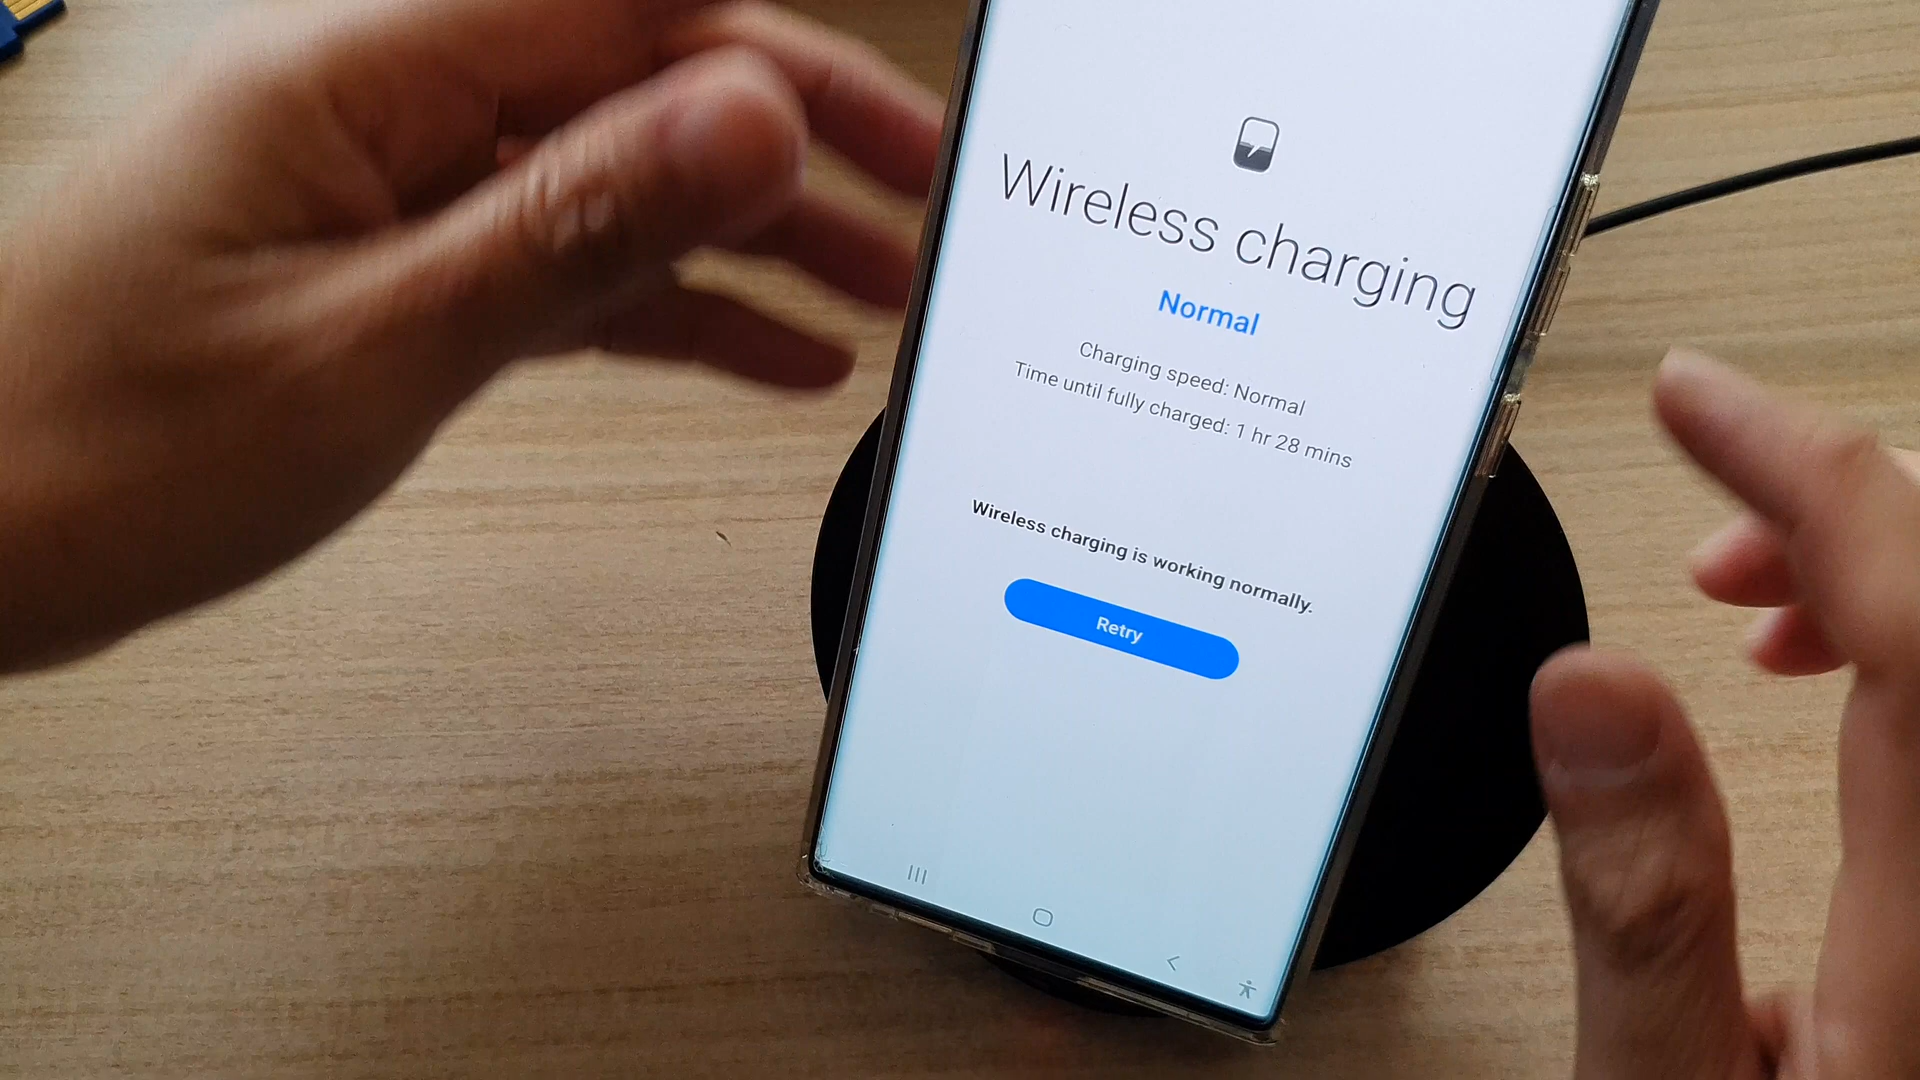 Wireless charging
Normal
Charging speed: Normal
Time until fully charged: 1 hr 28 mins
Wireless charging is working normally.
Retry